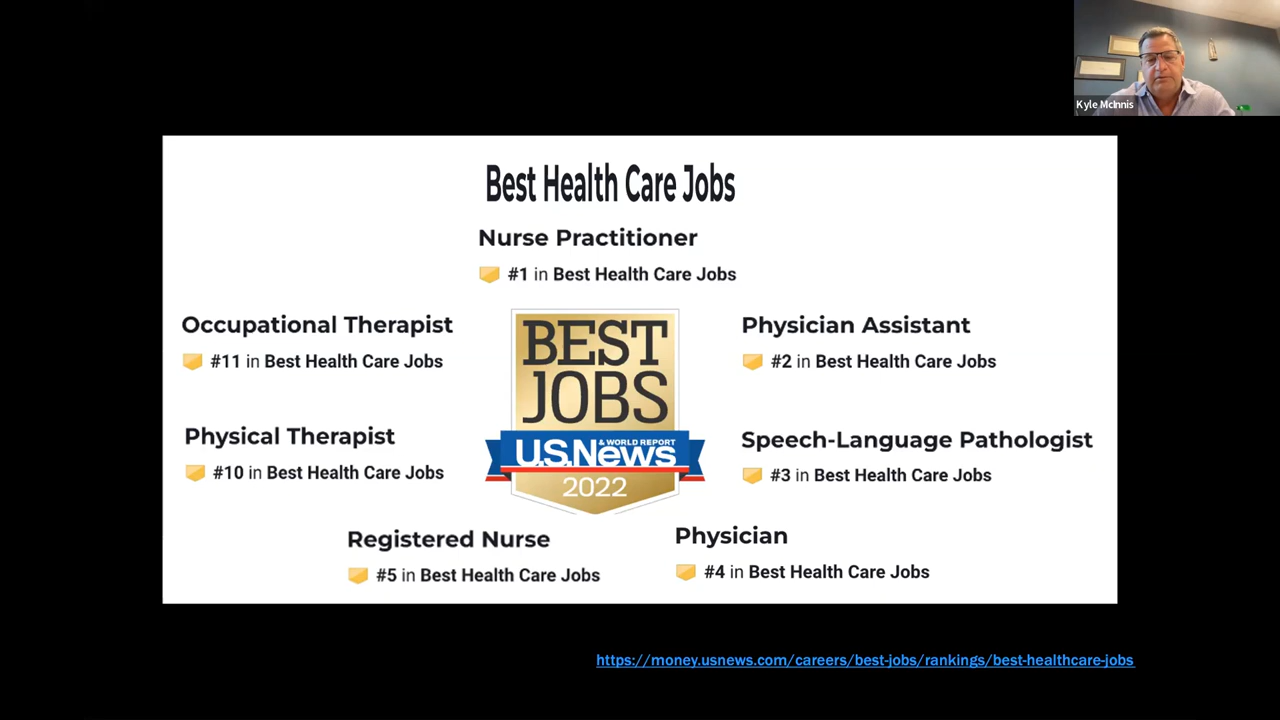 Kyle McInnis
Best Health Care Jobs
Nurse Practitioner
#1 in Best Health Care Jobs
Occupational Therapist
#11 in Best Health Care Jobs
Physician Assistant
#2 in Best Health Care Jobs
BEST
JOBS
U.S.News
& WORLD REPORT
2022
Physical Therapist
#10 in Best Health Care Jobs
Speech-Language Pathologist
#3 in Best Health Care Jobs
Registered Nurse
#5 in Best Health Care Jobs
Physician
#4 in Best Health Care Jobs
https://money.usnews.com/careers/best-jobs/rankings/best-healthcare-jobs